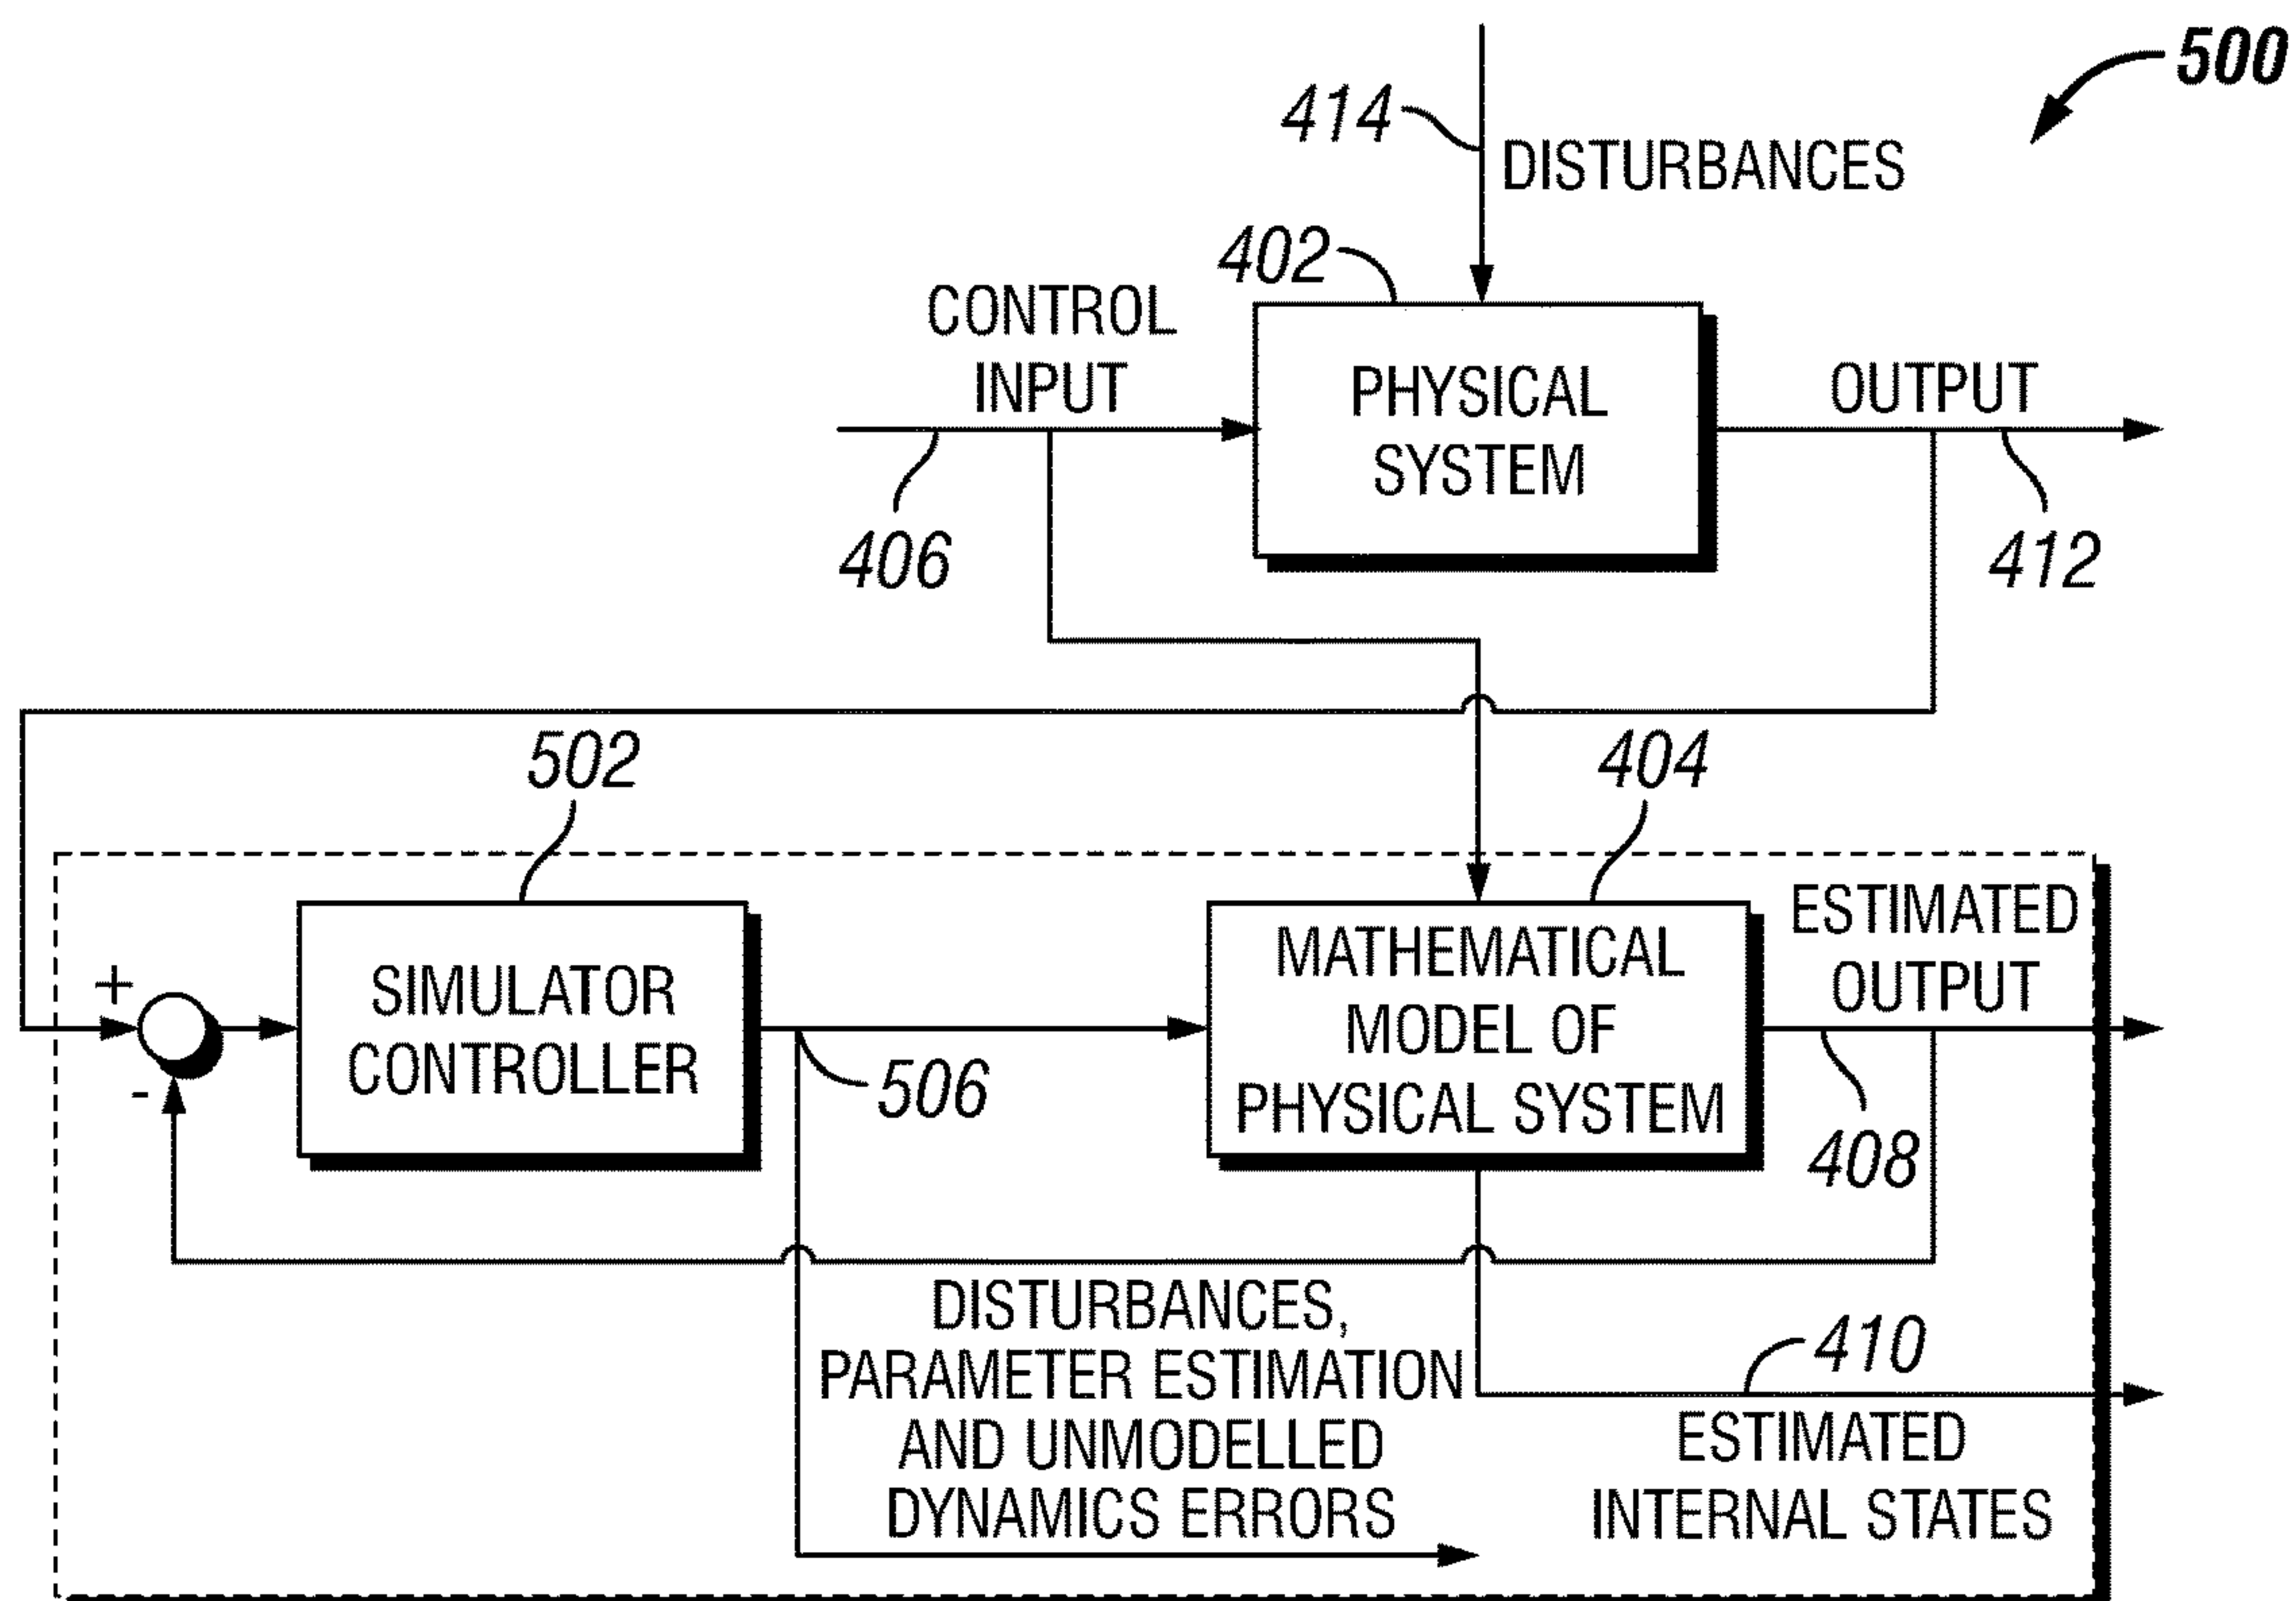 500
414
DISTURBANCES
402
CONTROL
INPUT
PHYSICAL
SYSTEM
OUTPUT
406
412
502
404
ESTIMATED
OUTPUT
+
-
SIMULATOR
CONTROLLER
506
MATHEMATICAL
MODEL OF
PHYSICAL SYSTEM
408
DISTURBANCES,
PARAMETER ESTIMATION
AND UNMODELLED
DYNAMICS ERRORS
410
ESTIMATED
INTERNAL STATES